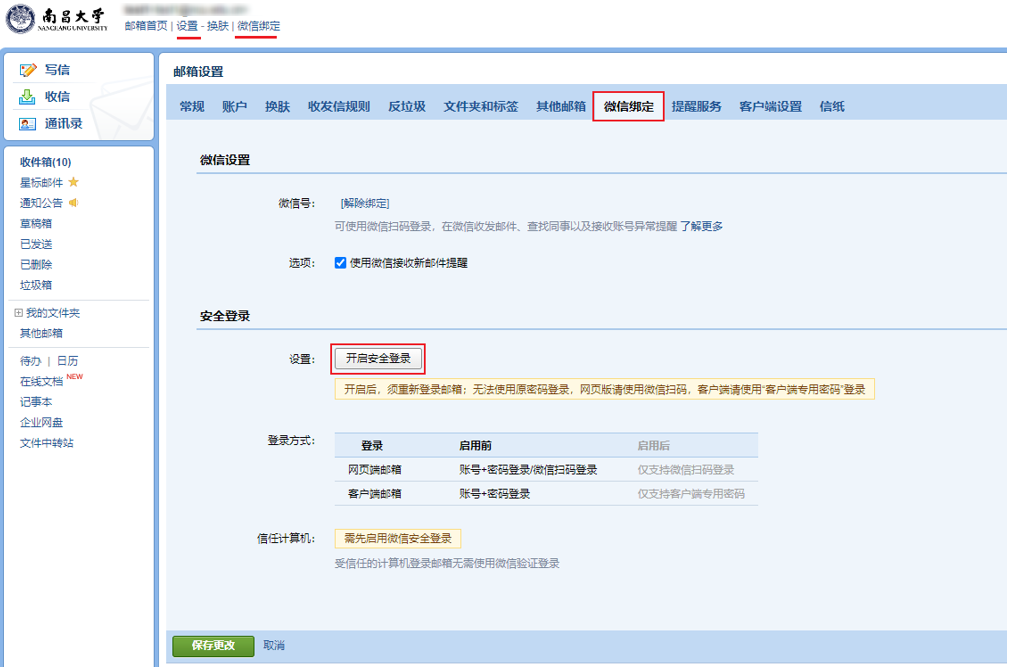 南昌大学
NANCHANG UNIVERSITY
邮箱首页 | 设置 - 换肤 | 微信绑定
写信
收信
通讯录
收件箱(10)
星标邮件
通知公告
草稿箱
已发送
已删除
垃圾箱
我的文件夹
其他邮箱
待办 | 日历
在线文档 NEW
记事本
企业网盘
文件中转站
邮箱设置
常规 账户 换肤 收发信规则 反垃圾 文件夹和标签 其他邮箱 微信绑定 提醒服务 客户端设置 信纸
微信设置
微信号: [解除绑定]
可使用微信扫码登录，在微信收发邮件、查找同事以及接收账号异常提醒 了解更多
选项: 使用微信接收新邮件提醒
安全登录
设置: 开启安全登录
开启后，须重新登录邮箱；无法使用原密码登录，网页版请使用微信扫码，客户端请使用“客户端专用密码”登录
登录方式: 登录 启用前 启用后
网页端邮箱 账号+密码登录/微信扫码登录 仅支持微信扫码登录
客户端邮箱 账号+密码登录 仅支持客户端专用密码
信任计算机: 需先启用微信安全登录
受信任的计算机登录邮箱无需使用微信验证登录
保存更改 取消